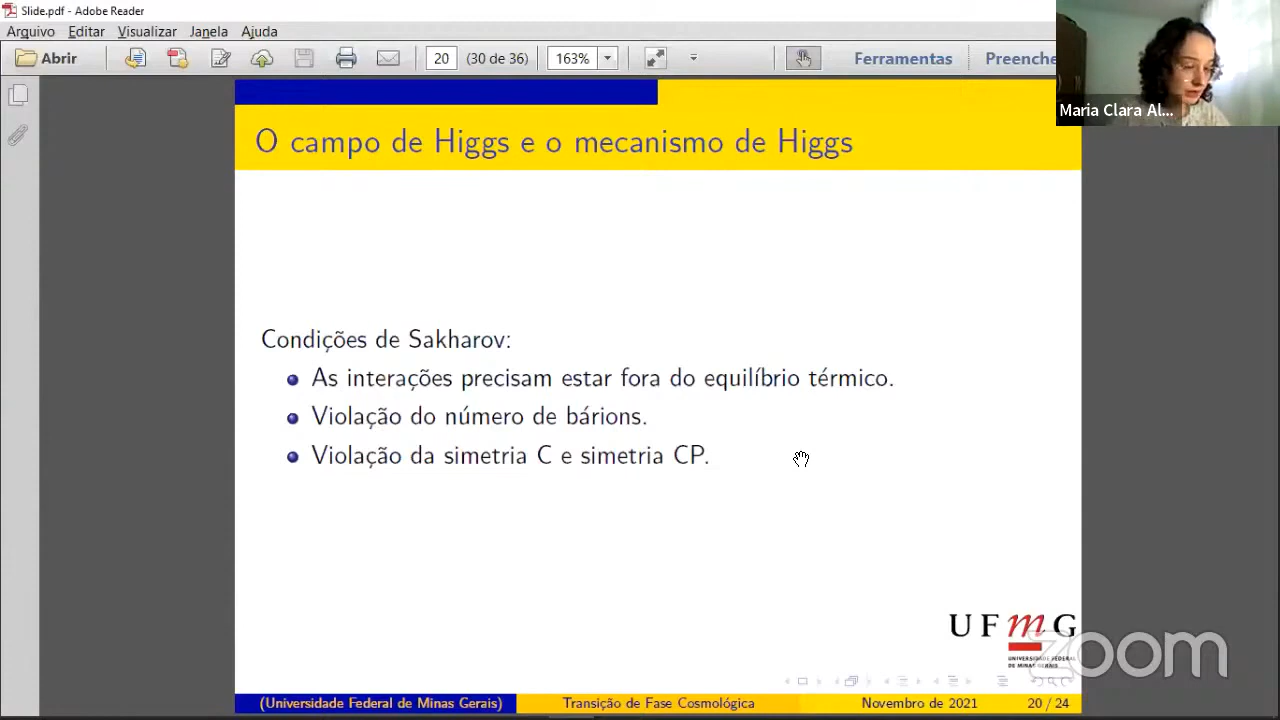 Slide.pdf - Adobe Reader
Arquivo Editar Visualizar Janela Ajuda
Abrir 20 (30 de 36) 163% Ferramentas Preenche
Maria Clara Al...
O campo de Higgs e o mecanismo de Higgs
Condições de Sakharov:
As interações precisam estar fora do equilíbrio térmico.
Violação do número de bárions.
Violação da simetria C e simetria CP.
UFmG
UNIVERSIDADE FEDERAL
DE MINAS GERAIS
zoom
(Universidade Federal de Minas Gerais) Transição de Fase Cosmológica Novembro de 2021 20 / 24